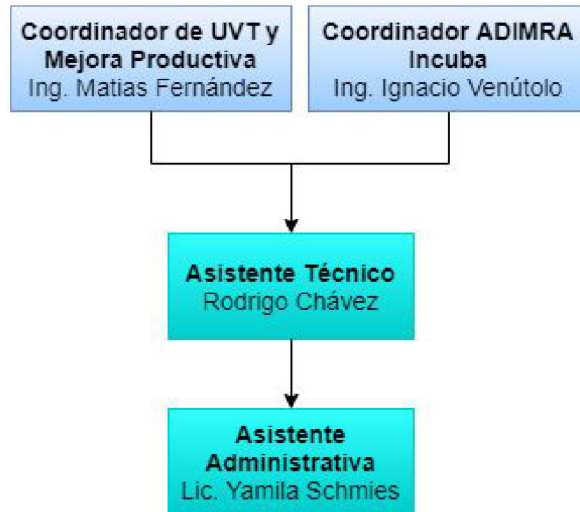 Coordinador de UVT y
Mejora Productiva
Ing. Matias Fernández
Coordinador ADIMRA
Incuba
Ing. Ignacio Venútolo
Asistente Técnico
Rodrigo Chávez
Asistente
Administrativa
Lic. Yamila Schmies